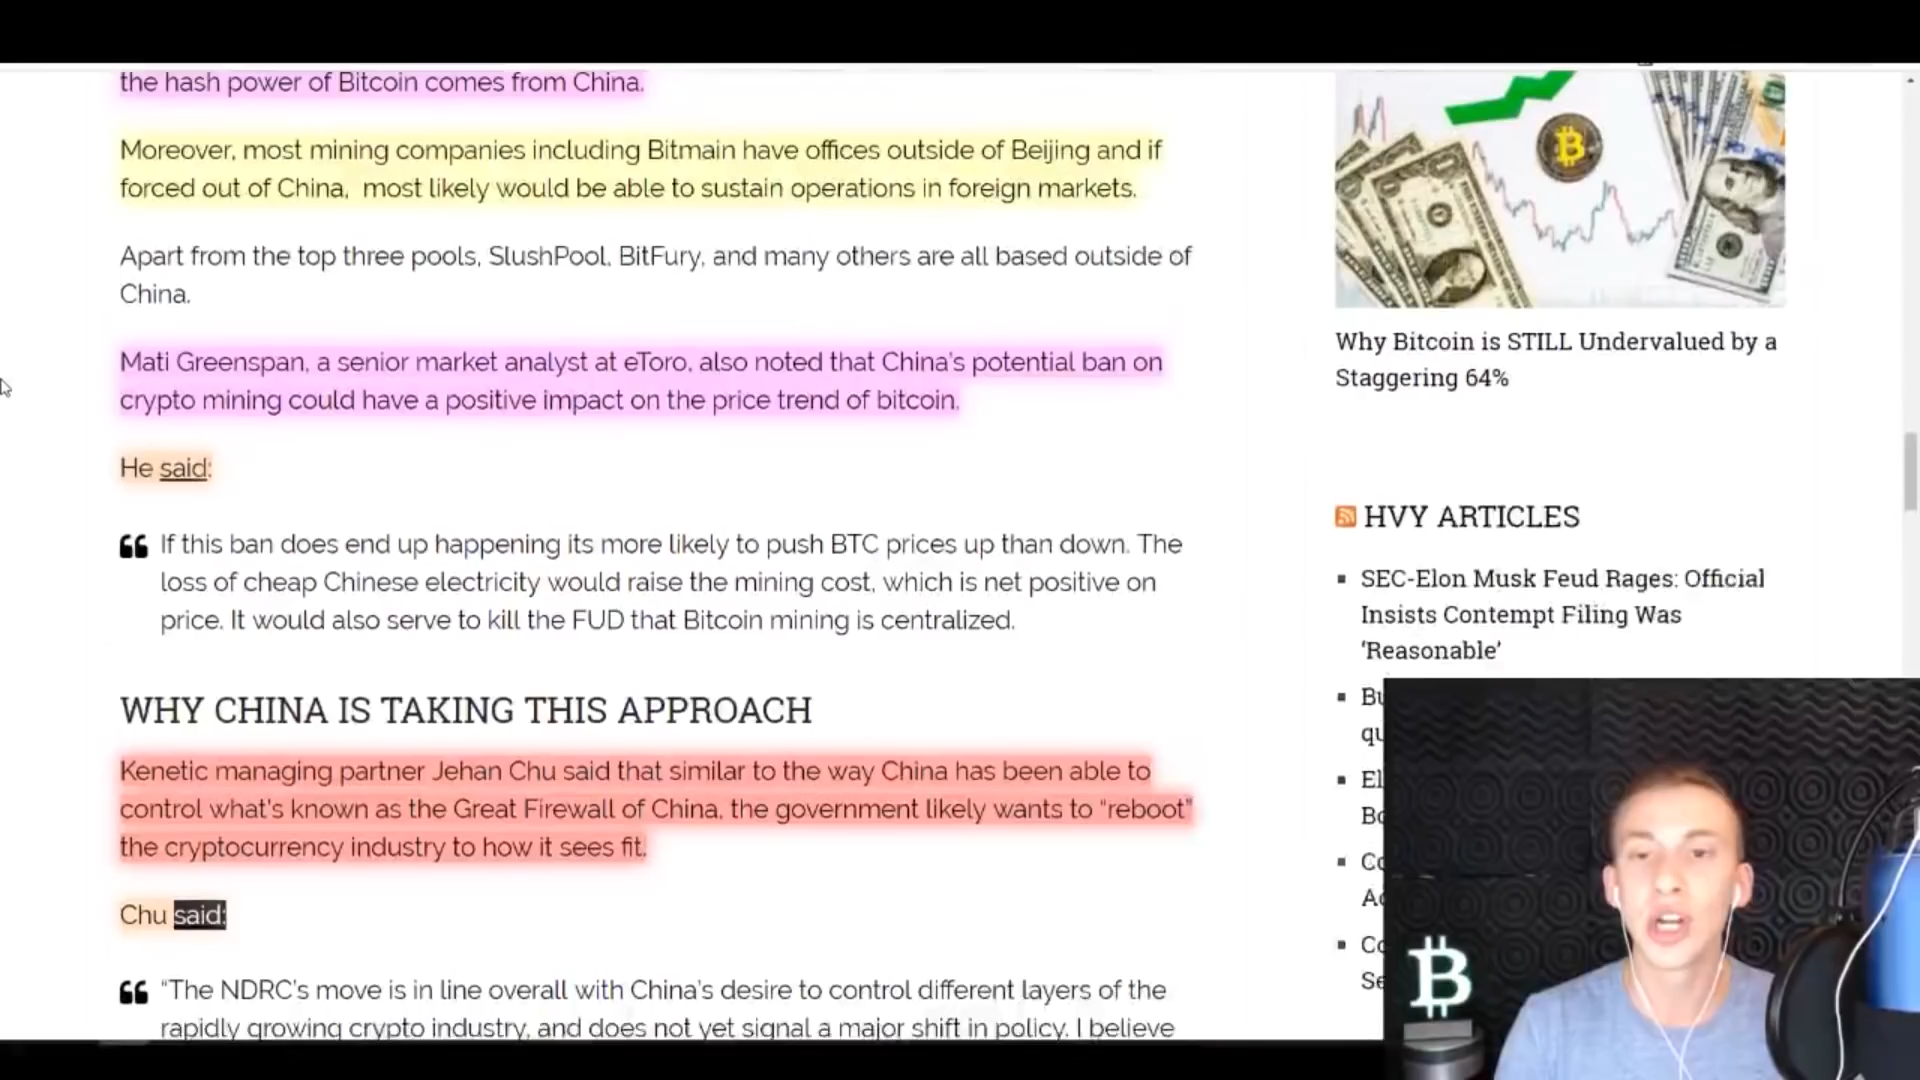 the hash power of Bitcoin comes from China.
Moreover, most mining companies including Bitmain have offices outside of Beijing and if
forced out of China,  most likely would be able to sustain operations in foreign markets.
Apart from the top three pools, SlushPool, BitFury, and many others are all based outside of
China.
Mati Greenspan, a senior market analyst at eToro, also noted that China's potential ban on
crypto mining could have a positive impact on the price trend of bitcoin.
He said:
If this ban does end up happening its more likely to push BTC prices up than down. The
loss of cheap Chinese electricity would raise the mining cost, which is net positive on
price. It would also serve to kill the FUD that Bitcoin mining is centralized.
WHY CHINA IS TAKING THIS APPROACH
Kenetic managing partner Jehan Chu said that similar to the way China has been able to
control what's known as the Great Firewall of China, the government likely wants to “reboot”
the cryptocurrency industry to how it sees fit.
Chu said:
“The NDRC's move is in line overall with China's desire to control different layers of the
rapidly growing crypto industry, and does not yet signal a major shift in policy. I believe
Why Bitcoin is STILL Undervalued by a
Staggering 64%
HVY ARTICLES
SEC-Elon Musk Feud Rages: Official
Insists Contempt Filing Was
‘Reasonable’